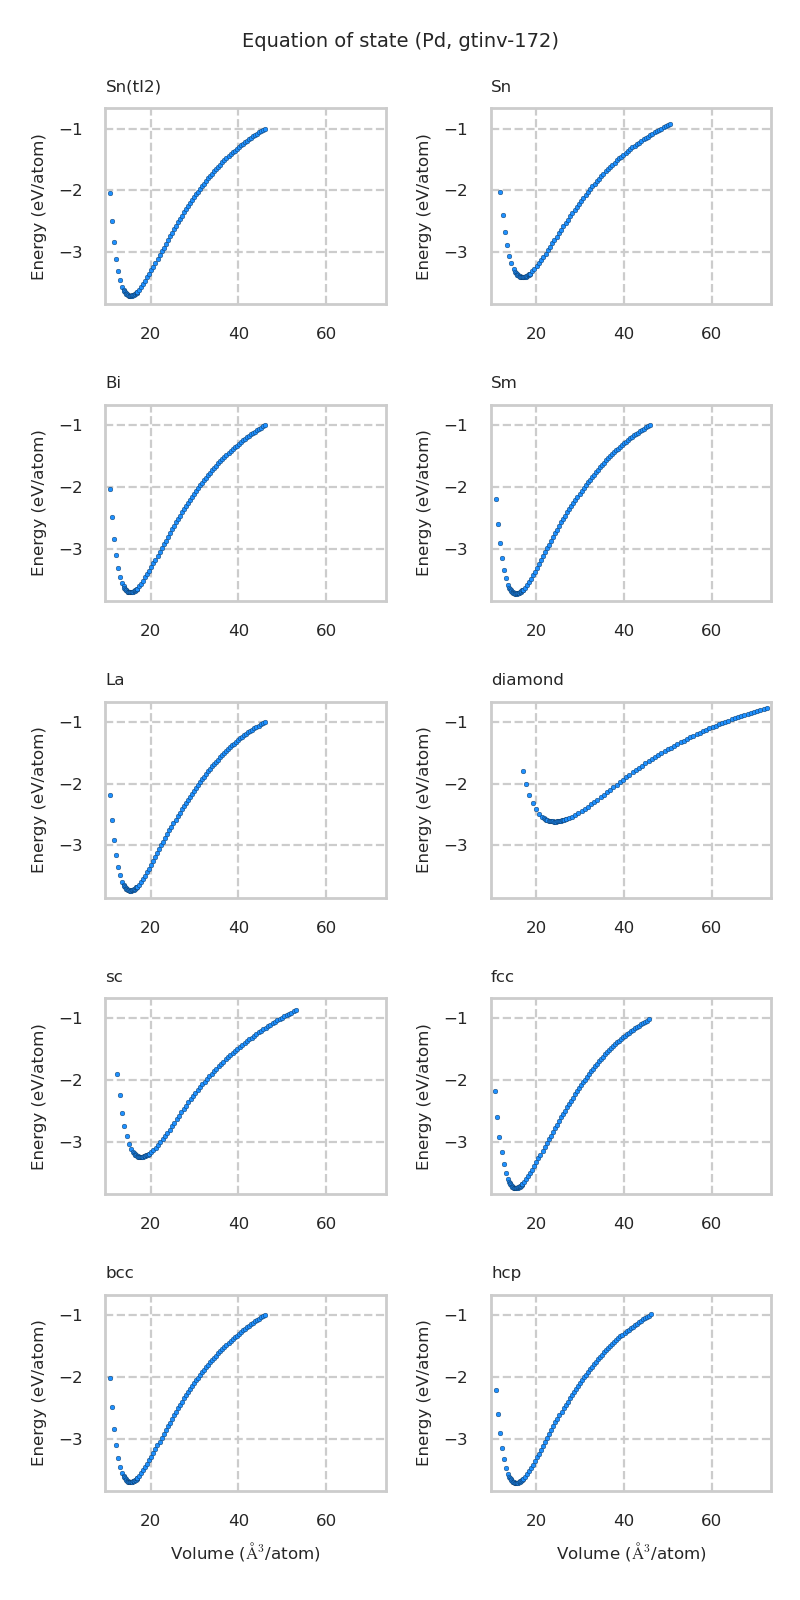 Equation of state (Pd, gtinv-172)
Sn(tI2)
Energy (eV/atom)
−1
−2
−3
20
40
60
Sn
Energy (eV/atom)
−1
−2
−3
20
40
60
Bi
Energy (eV/atom)
−1
−2
−3
20
40
60
Sm
Energy (eV/atom)
−1
−2
−3
20
40
60
La
Energy (eV/atom)
−1
−2
−3
20
40
60
diamond
Energy (eV/atom)
−1
−2
−3
20
40
60
sc
Energy (eV/atom)
−1
−2
−3
20
40
60
fcc
Energy (eV/atom)
−1
−2
−3
20
40
60
bcc
Energy (eV/atom)
−1
−2
−3
20
40
60
Volume (Å³/atom)
hcp
Energy (eV/atom)
−1
−2
−3
20
40
60
Volume (Å³/atom)